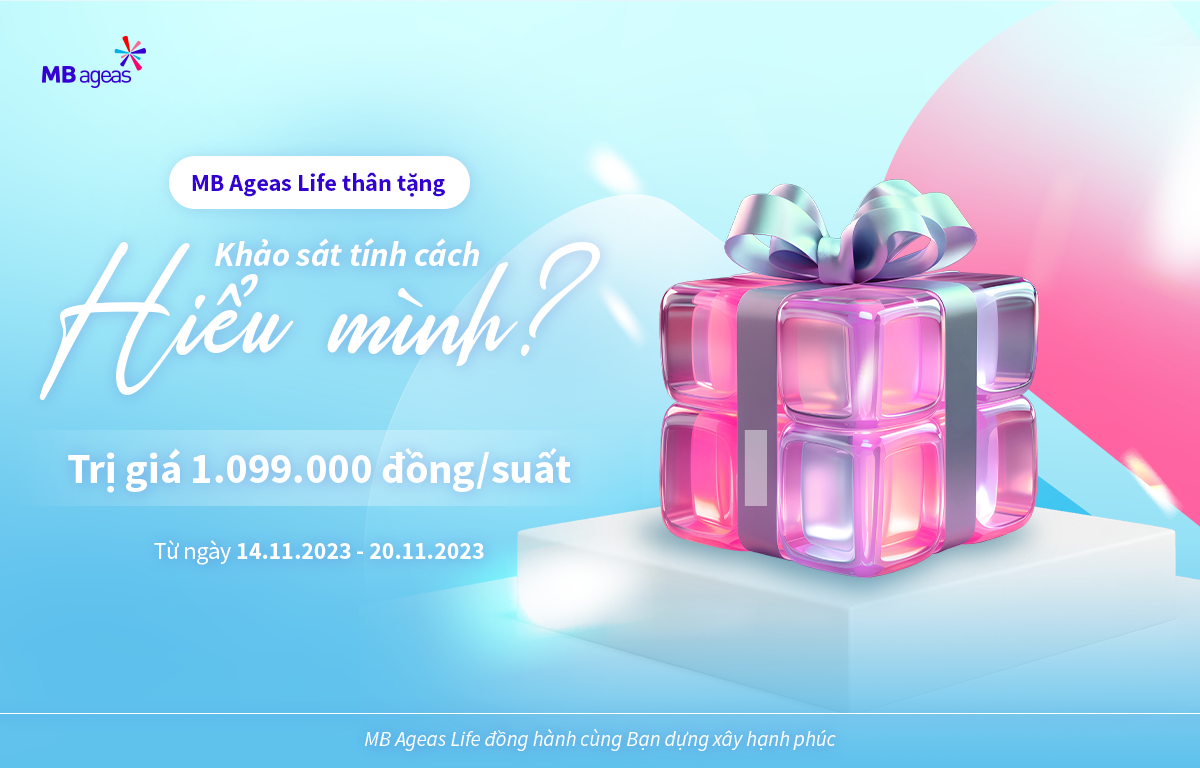 MB ageas
MB Ageas Life thân tặng
Khảo sát tính cách
Hiểu mình?
Trị giá 1.099.000 đồng/suất
Từ ngày 14.11.2023 - 20.11.2023
MB Ageas Life đồng hành cùng Bạn dựng xây hạnh phúc